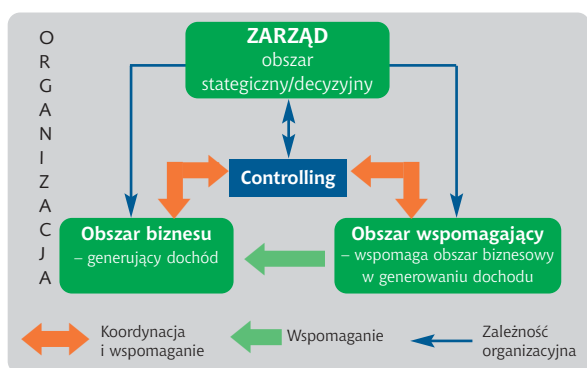 ORGANIZACJA
ZARZĄD
obszar
stategiczny/decyzyjny
Controlling
Obszar biznesu
– generujący dochód
Obszar wspomagający
– wspomaga obszar biznesowy
w generowaniu dochodu
Koordynacja
i wspomaganie
Wspomaganie
Zależność
organizacyjna